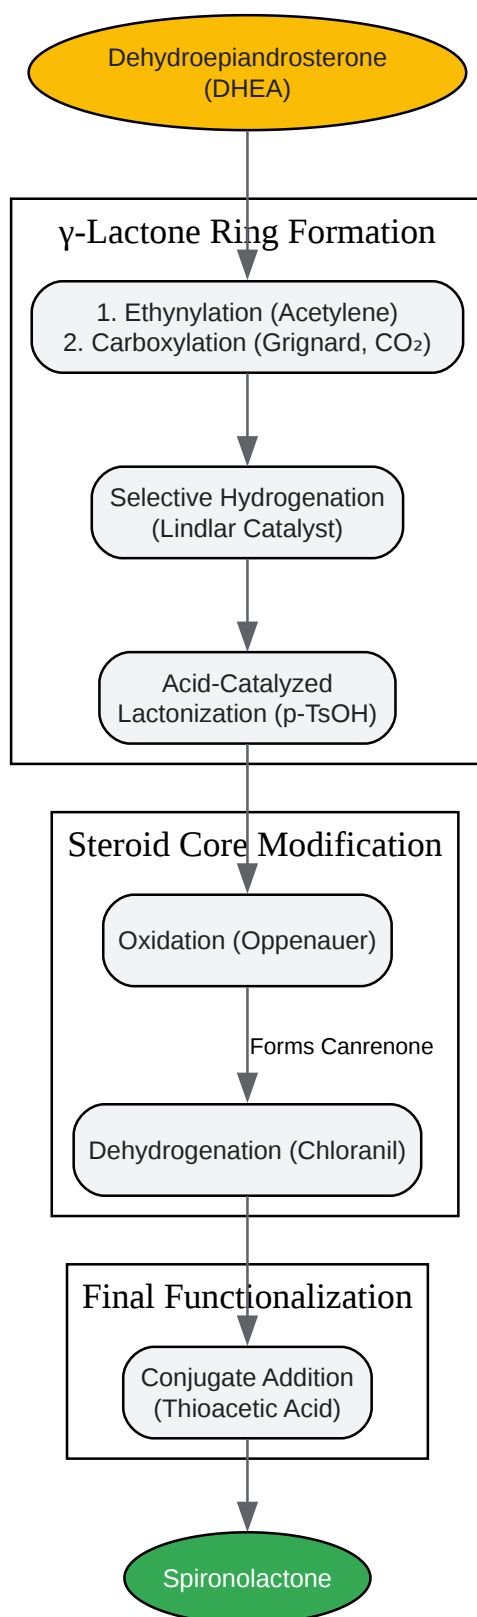 Dehydroepiandrosterone
(DHEA)
γ-Lactone Ring Formation
1. Ethynylation (Acetylene)
2. Carboxylation (Grignard, CO₂)
Selective Hydrogenation
(Lindlar Catalyst)
Acid-Catalyzed
Lactonization (p-TsOH)
Steroid Core Modification
Oxidation (Oppenauer)
Forms Canrenone
Dehydrogenation (Chloranil)
Final Functionalization
Conjugate Addition
(Thioacetic Acid)
Spironolactone